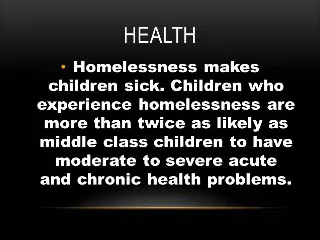 HEALTH
• Homelessness makes
children sick. Children who
experience homelessness are
more than twice as likely as
middle class children to have
moderate to severe acute
and chronic health problems.